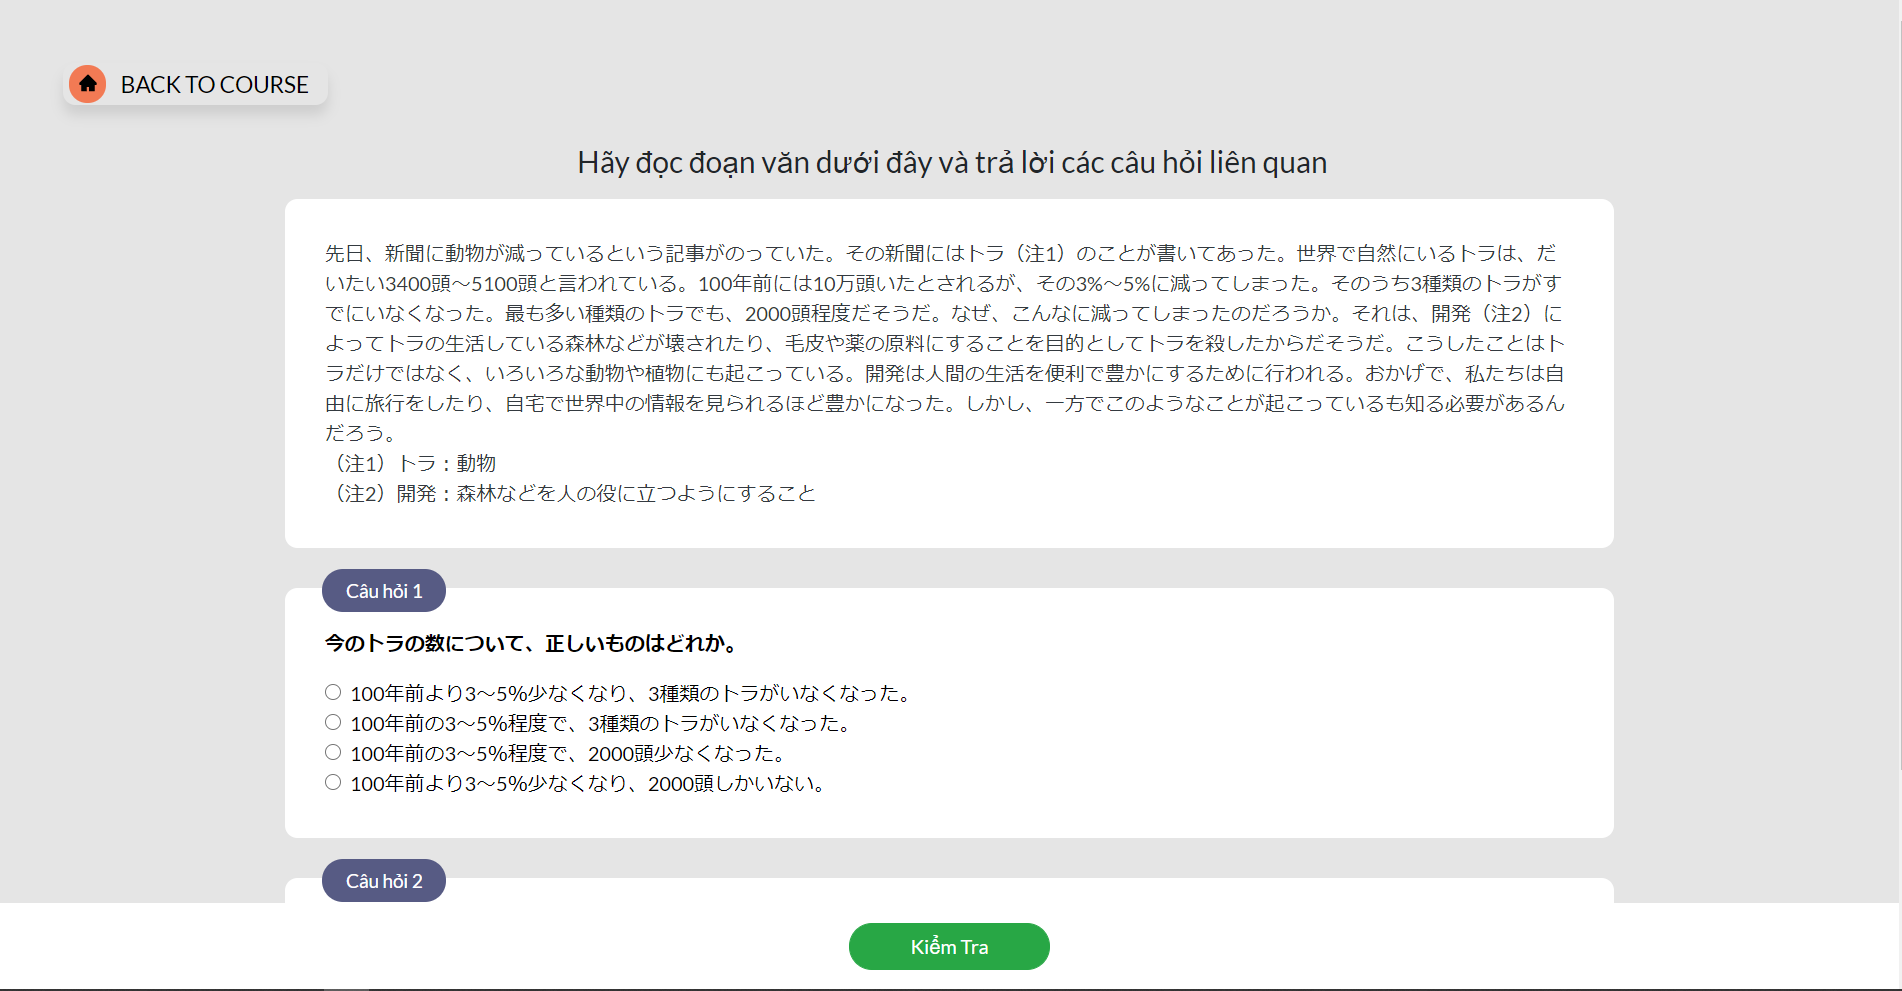 BACK TO COURSE
Hãy đọc đoạn văn dưới đây và trả lời các câu hỏi liên quan
先日、新聞に動物が減っているという記事がのっていた。その新聞にはトラ（注1）のことが書いてあった。世界で自然にいるトラは、だ
いたい3400頭～5100頭と言われている。100年前には10万頭いたとされるが、その3%～5%に減ってしまった。そのうち3種類のトラがす
でにいなくなった。最も多い種類のトラでも、2000頭程度だそうだ。なぜ、こんなに減ってしまったのだろうか。それは、開発（注2）に
よってトラの生活している森林などが壊されたり、毛皮や薬の原料にすることを目的としてトラを殺したからだそうだ。こうしたことはト
ラだけではなく、いろいろな動物や植物にも起こっている。開発は人間の生活を便利で豊かにするために行われる。おかげで、私たちは自
由に旅行をしたり、自宅で世界中の情報を見られるほど豊かになった。しかし、一方でこのようなことが起こっているも知る必要があるん
だろう。
（注1）トラ：動物
（注2）開発：森林などを人の役に立つようにすること
Câu hỏi 1
今のトラの数について、正しいものはどれか。
100年前より3～5％少なくなり、3種類のトラがいなくなった。
100年前の3～5％程度で、3種類のトラがいなくなった。
100年前の3～5％程度で、2000頭少なくなった。
100年前より3～5％少なくなり、2000頭しかいない。
Câu hỏi 2
Kiểm Tra